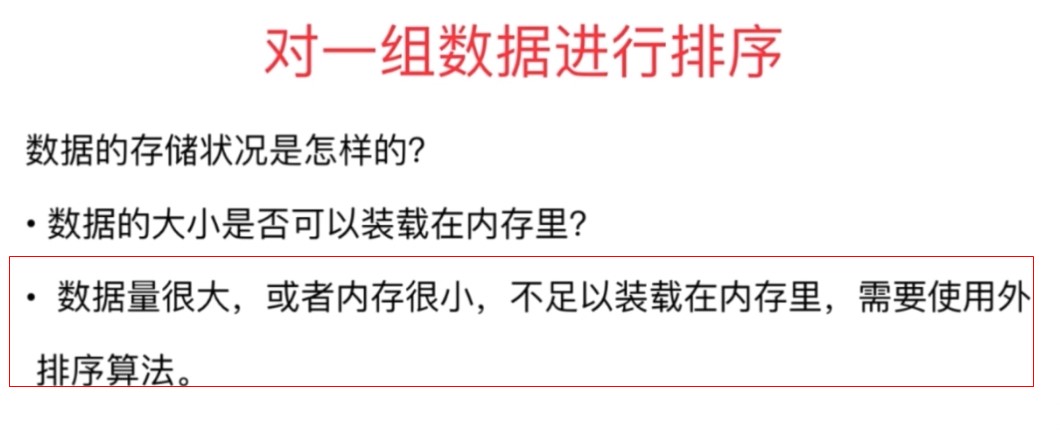 对一组数据进行排序
数据的存储状况是怎样的?
• 数据的大小是否可以装载在内存里?
• 数据量很大，或者内存很小，不足以装载在内存里，需要使用外
排序算法。